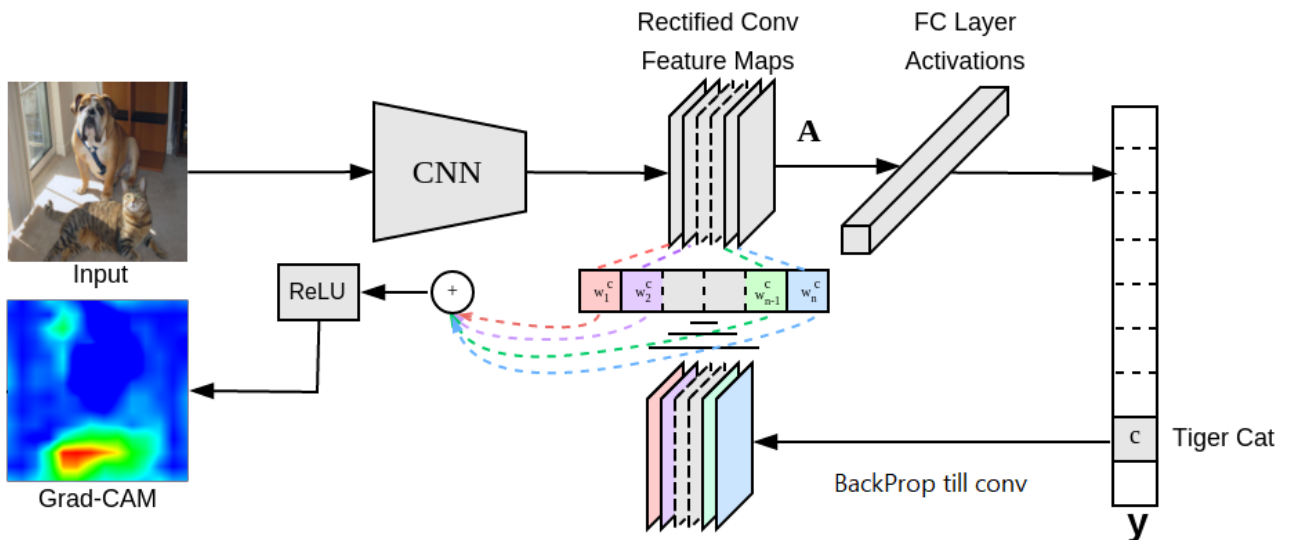 Rectified Conv
Feature Maps
FC Layer
Activations
A
CNN
Input
ReLU
+
w₁ᶜ
w₂ᶜ
wₙ₋₁ᶜ
wₙᶜ
c
Tiger Cat
BackProp till conv
Grad-CAM
y